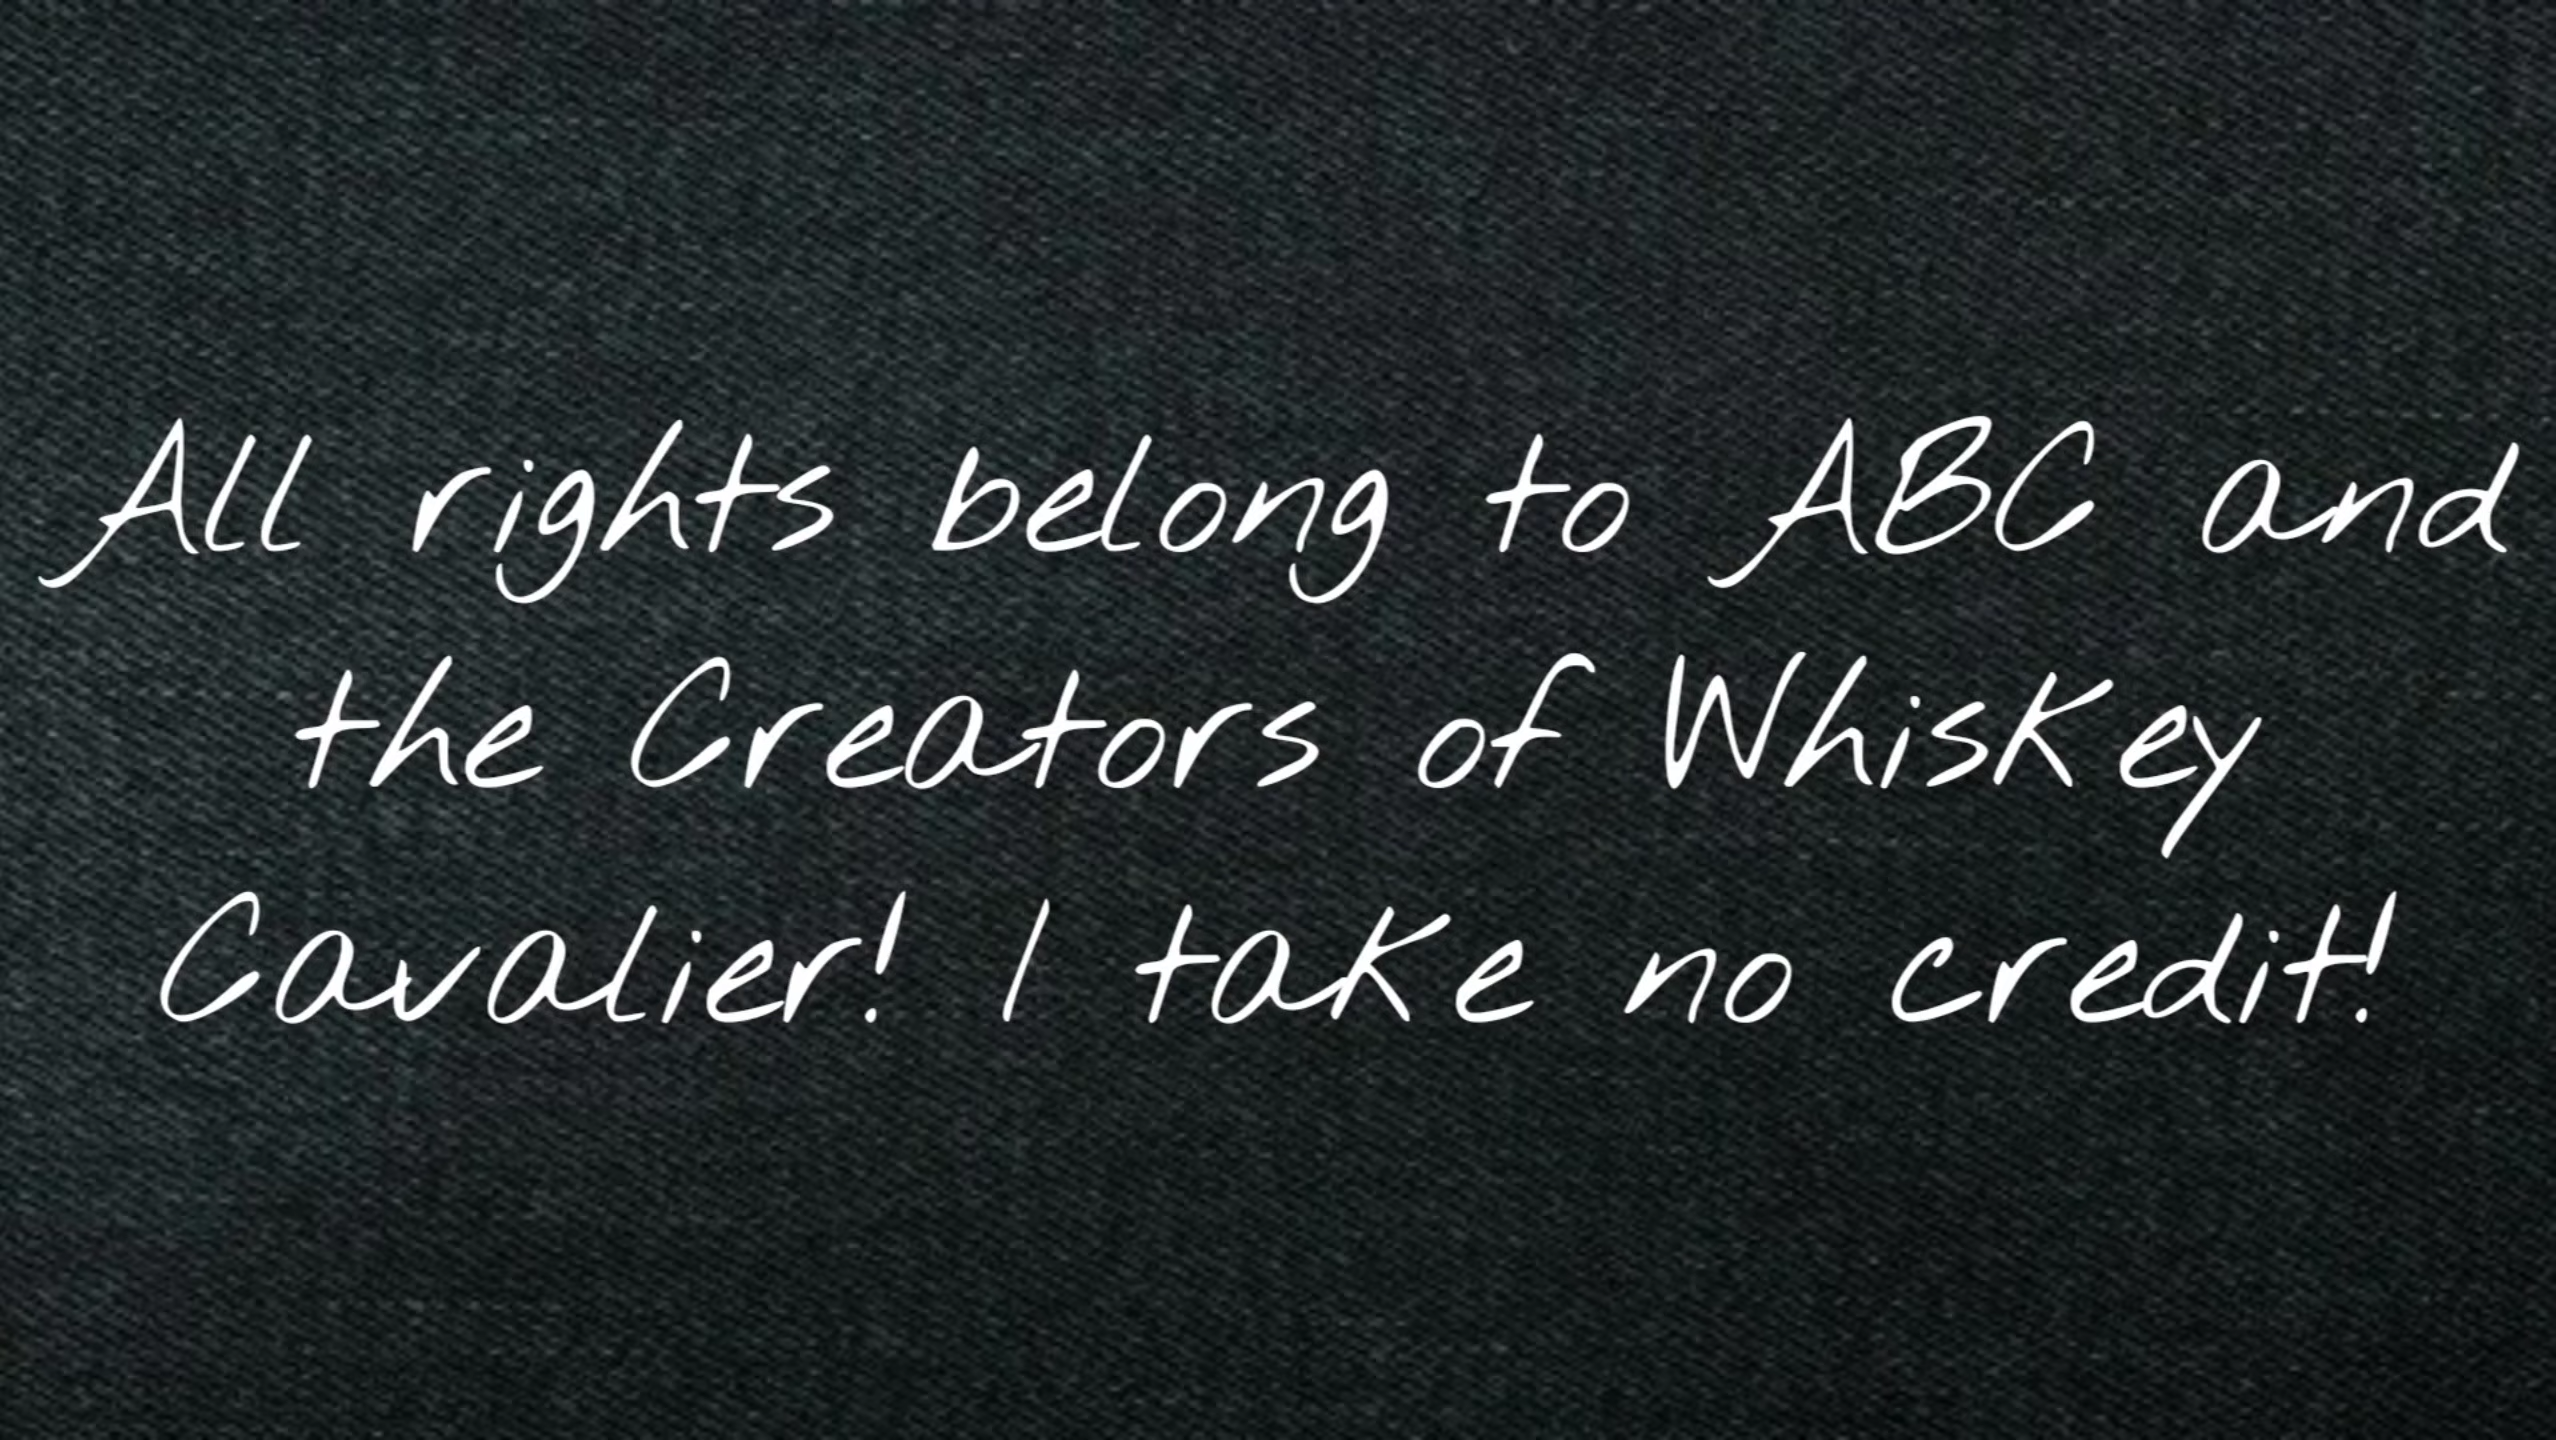 All rights belong to ABC and
the Creators of Whiskey
Cavalier! I take no credit!